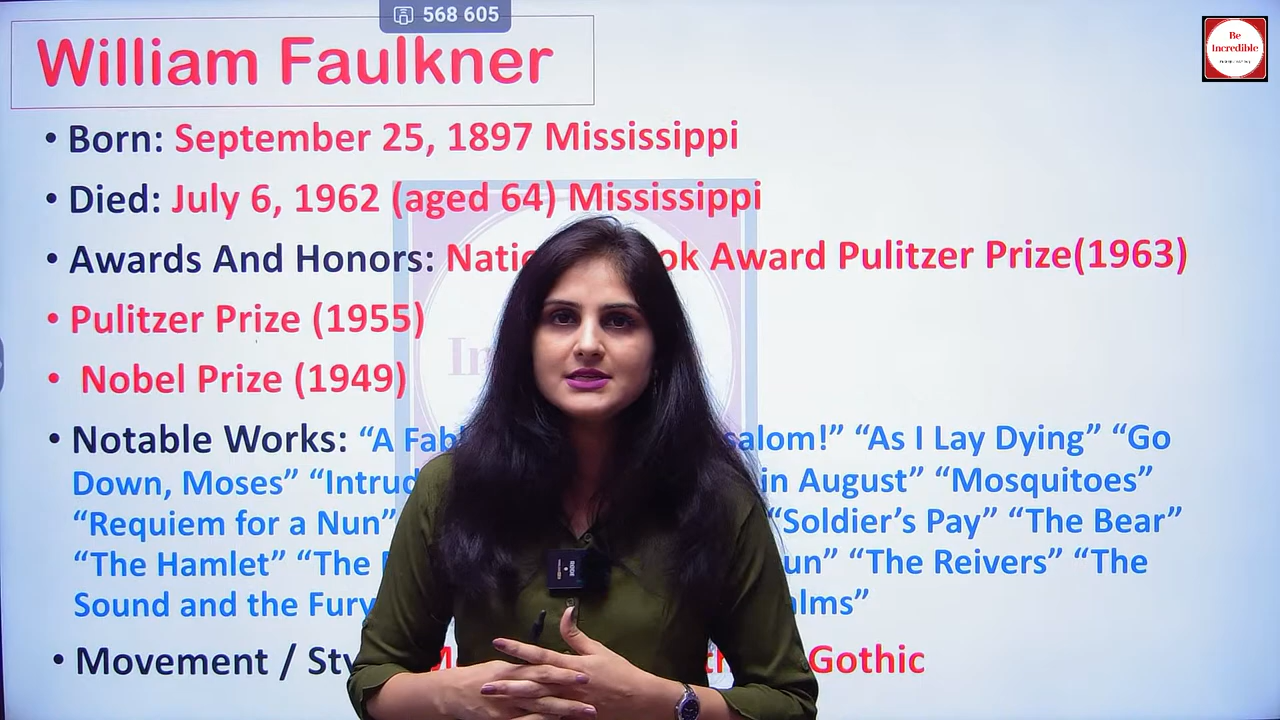 568 605
William Faulkner
Be
Incredible
• Born: September 25, 1897 Mississippi
• Died: July 6, 1962 (aged 64) Mississippi
• Awards And Honors: Natio ok Award Pulitzer Prize(1963)
• Pulitzer Prize (1955)
• Nobel Prize (1949)
In
• Notable Works: “A Fabl salom!” “As I Lay Dying” “Go
Down, Moses” “Intrud in August” “Mosquitoes”
“Requiem for a Nun” “Soldier’s Pay” “The Bear”
“The Hamlet” “The un” “The Reivers” “The
Sound and the Fury alms”
• Movement / Sty Gothic